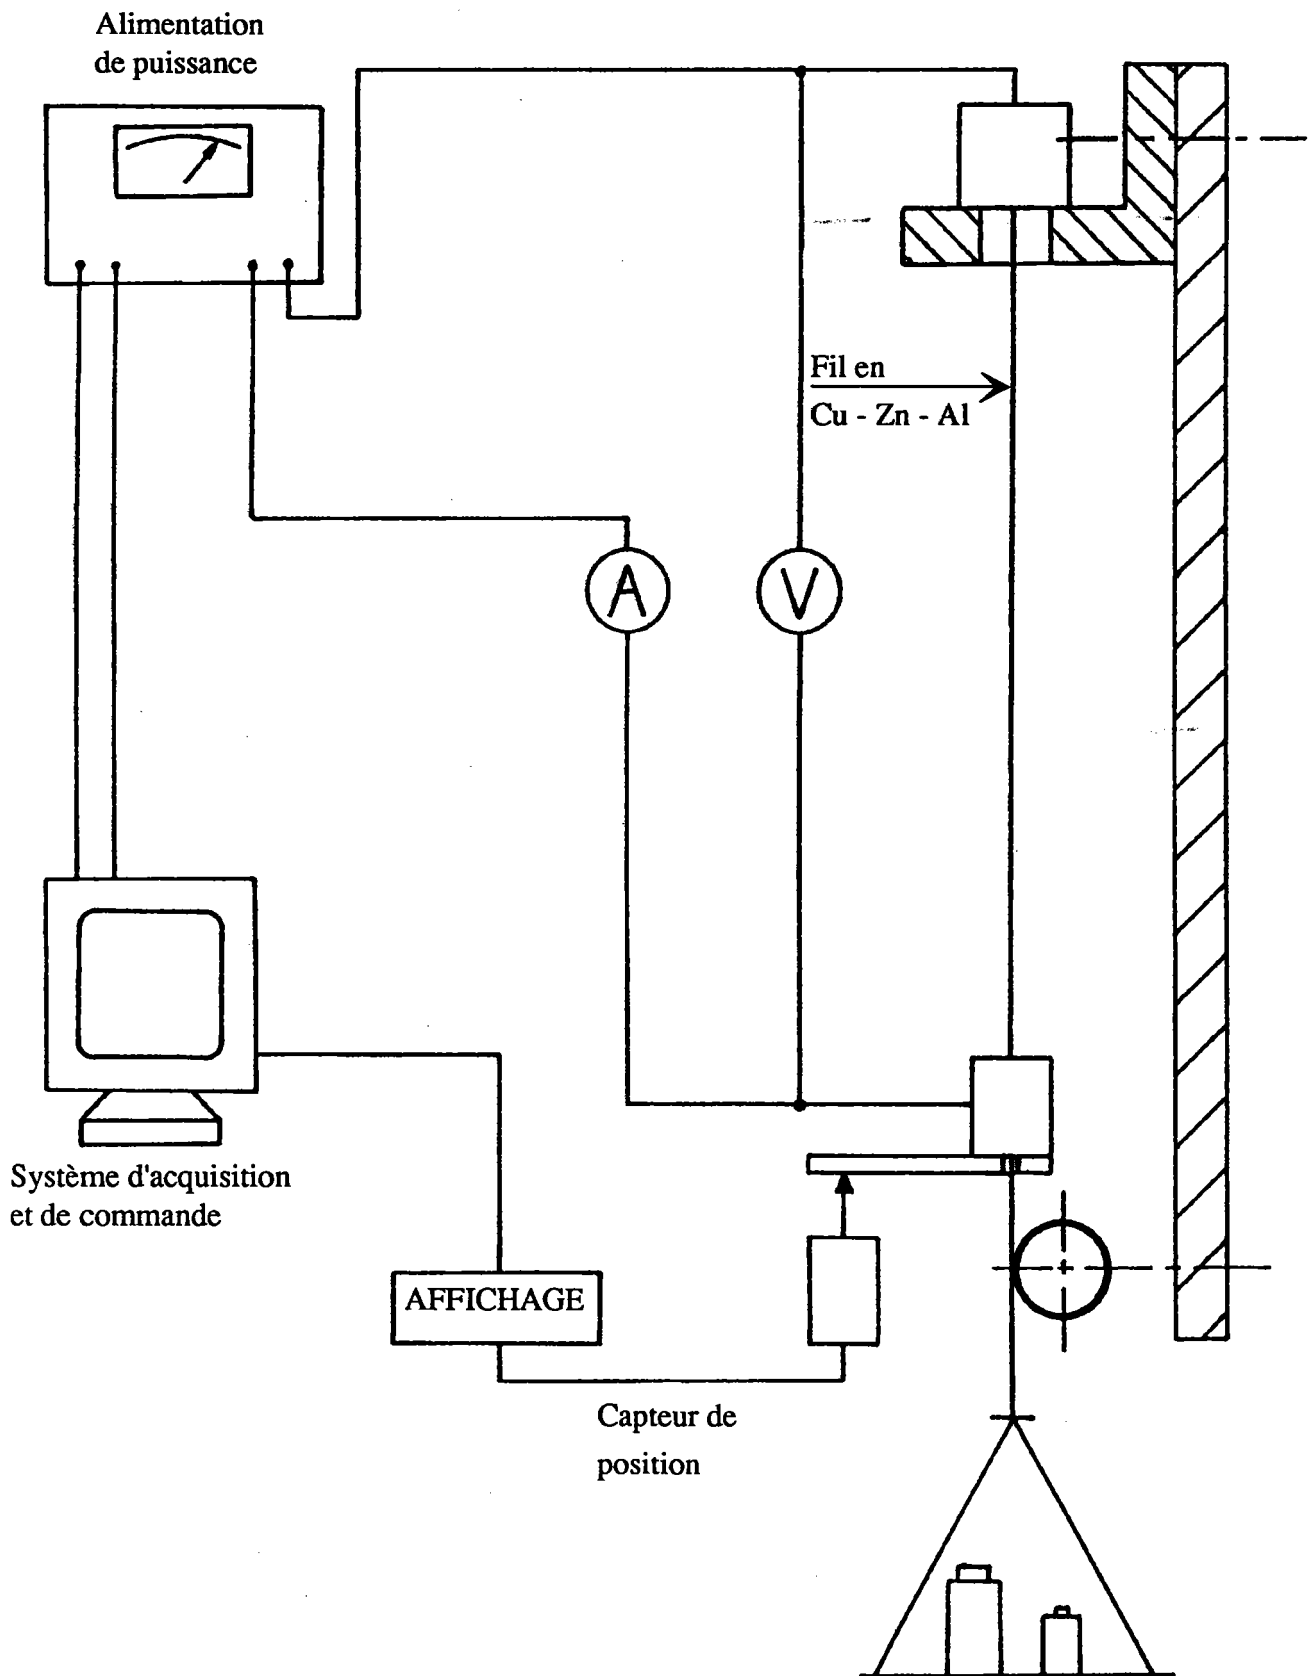 Alimentation
de puissance
Fil en
Cu - Zn - Al
A
V
Système d'acquisition
et de commande
AFFICHAGE
Capteur de
position